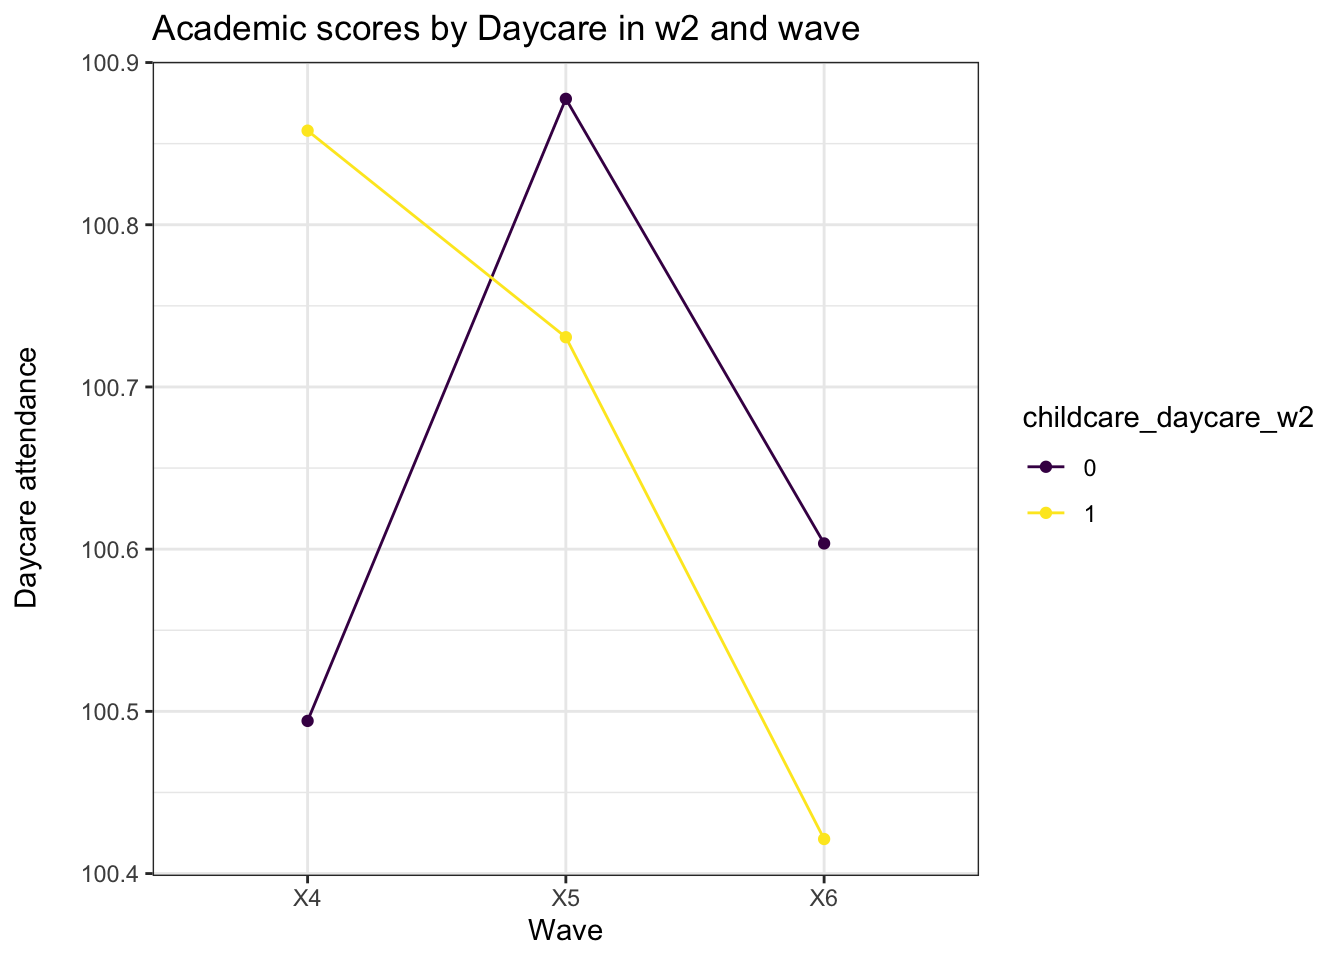 Academic scores by Daycare in w2 and wave
100.9
100.8
100.7
100.6
100.5
100.4
Daycare attendance
X4 X5 X6
Wave
childcare_daycare_w2
0
1